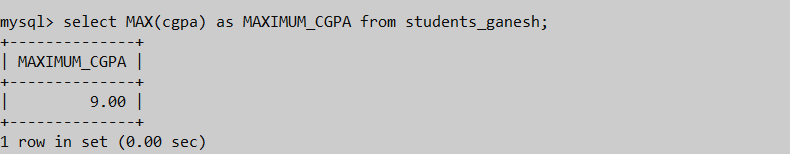 mysql> select MAX(cgpa) as MAXIMUM_CGPA from students_ganesh;
+--------------+
| MAXIMUM_CGPA |
+--------------+
|         9.00 |
+--------------+
1 row in set (0.00 sec)